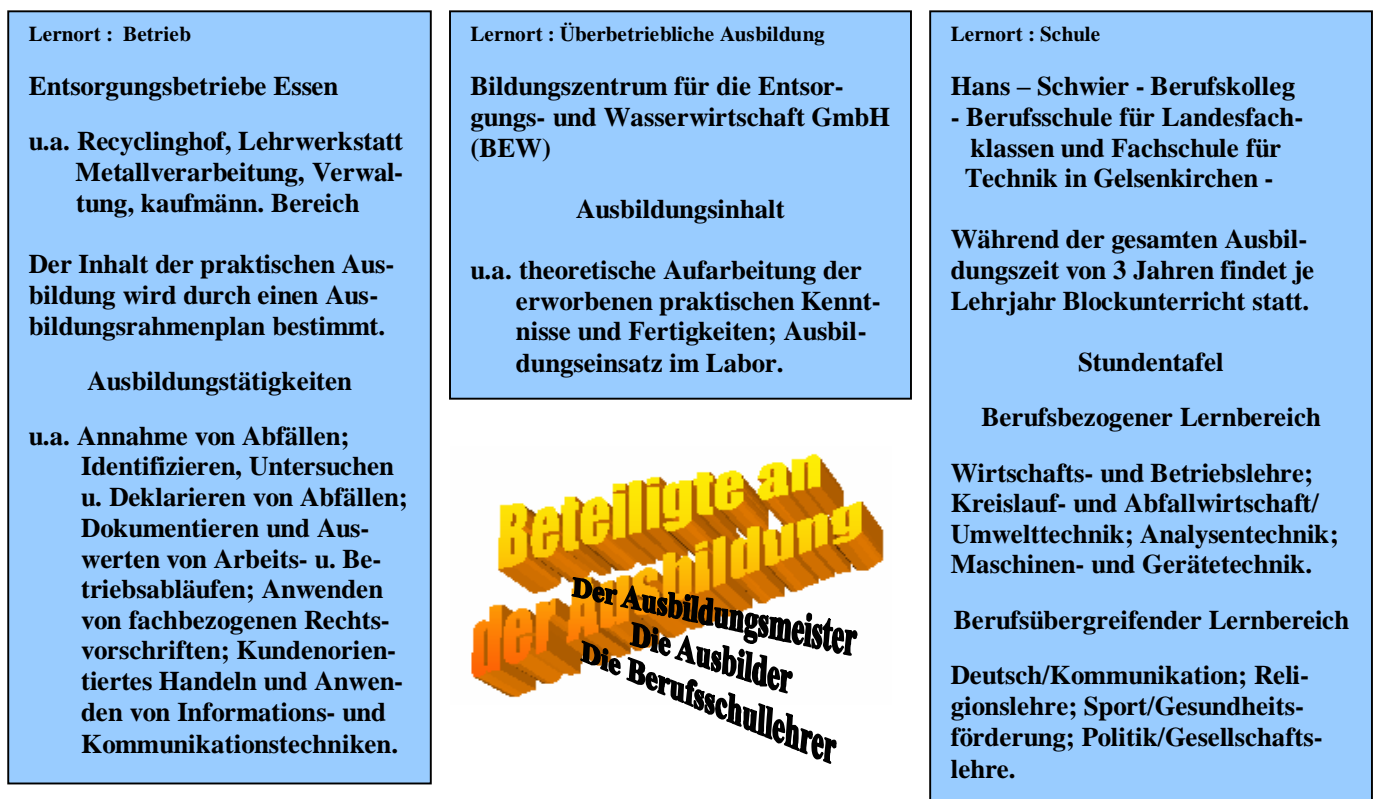 Lernort : Betrieb
Entsorgungsbetriebe Essen
u.a. Recyclinghof, Lehrwerkstatt
Metallverarbeitung, Verwal-
tung, kaufmänn. Bereich
Der Inhalt der praktischen Aus-
bildung wird durch einen Aus-
bildungsrahmenplan bestimmt.
Ausbildungstätigkeiten
u.a. Annahme von Abfällen;
Identifizieren, Untersuchen
u. Deklarieren von Abfällen;
Dokumentieren und Aus-
werten von Arbeits- u. Be-
triebsabläufen; Anwenden
von fachbezogenen Rechts-
vorschriften; Kundenorien-
tiertes Handeln und Anwen-
den von Informations- und
Kommunikationstechniken.
Lernort : Überbetriebliche Ausbildung
Bildungszentrum für die Entsor-
gungs- und Wasserwirtschaft GmbH
(BEW)
Ausbildungsinhalt
u.a. theoretische Aufarbeitung der
erworbenen praktischen Kennt-
nisse und Fertigkeiten; Ausbil-
dungseinsatz im Labor.
Beteiligte an
der Ausbildung
Der Ausbildungsmeister
Die Ausbilder
Die Berufsschullehrer
Lernort : Schule
Hans – Schwier - Berufskolleg
- Berufsschule für Landesfach-
klassen und Fachschule für
Technik in Gelsenkirchen -
Während der gesamten Ausbil-
dungszeit von 3 Jahren findet je
Lehrjahr Blockunterricht statt.
Stundentafel
Berufsbezogener Lernbereich
Wirtschafts- und Betriebslehre;
Kreislauf- und Abfallwirtschaft/
Umwelttechnik; Analysentechnik;
Maschinen- und Gerätetechnik.
Berufsübergreifender Lernbereich
Deutsch/Kommunikation; Reli-
gionslehre; Sport/Gesundheits-
förderung; Politik/Gesellschafts-
lehre.